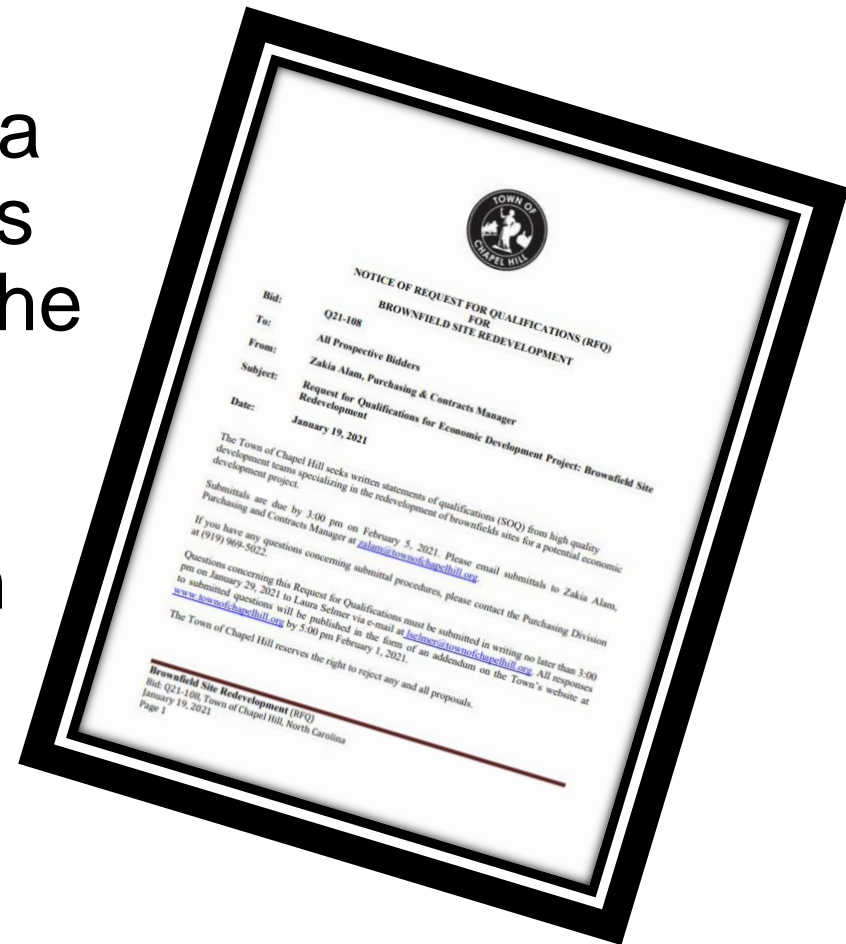 a
s
he
n
TOWN OF
CHAPEL HILL
NOTICE OF REQUEST FOR QUALIFICATIONS (RFQ)
FOR
BROWNFIELD SITE REDEVELOPMENT
Bid: Q21-108
To: All Prospective Bidders
From: Zakia Alam, Purchasing & Contracts Manager
Subject: Request for Qualifications for Economic Development Project: Brownfield Site
Redevelopment
Date: January 19, 2021
The Town of Chapel Hill seeks written statements of qualifications (SOQ) from high quality
development teams specializing in the redevelopment of brownfields sites for a potential economic
development project.
Submittals are due by 3:00 pm on February 5, 2021. Please email submittals to Zakia Alam,
Purchasing and Contracts Manager at zalam@townofchapelhill.org.
If you have any questions concerning submittal procedures, please contact the Purchasing Division
at (919) 969-5022.
Questions concerning this Request for Qualifications must be submitted in writing no later than 3:00
pm on January 29, 2021 to Laura Selmer via e-mail at lselmer@townofchapelhill.org. All responses
to submitted questions will be published in the form of an addendum on the Town's website at
www.townofchapelhill.org by 5:00 pm February 1, 2021.
The Town of Chapel Hill reserves the right to reject any and all proposals.
Brownfield Site Redevelopment (RFQ)
Bid: Q21-108, Town of Chapel Hill, North Carolina
January 19, 2021
Page 1